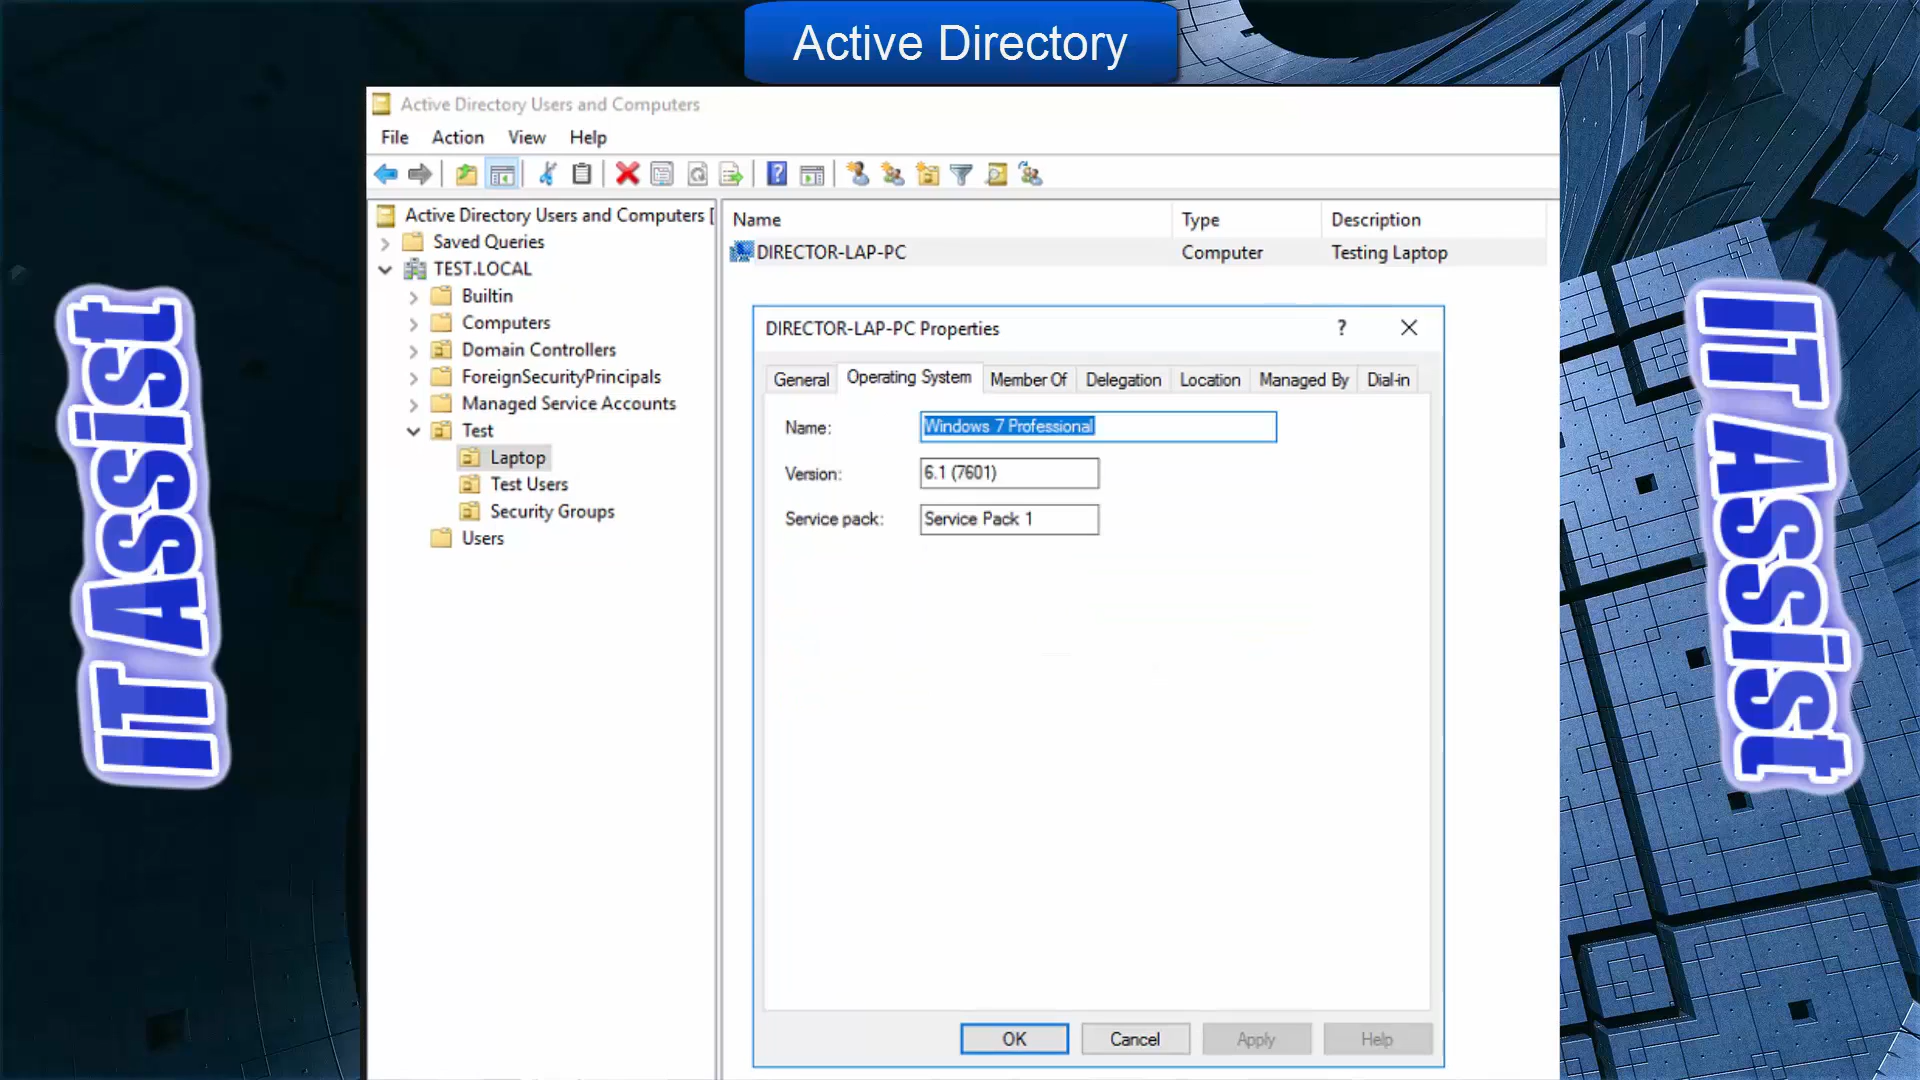 Active Directory
Active Directory Users and Computers
File Action View Help
Active Directory Users and Computers [
Saved Queries
TEST.LOCAL
Builtin
Computers
Domain Controllers
ForeignSecurityPrincipals
Managed Service Accounts
Test
Laptop
Test Users
Security Groups
Users
Name Type Description
DIRECTOR-LAP-PC Computer Testing Laptop
DIRECTOR-LAP-PC Properties
General Operating System Member Of Delegation Location Managed By Dial-in
Name: Windows 7 Professional
Version: 6.1 (7601)
Service pack: Service Pack 1
OK Cancel Apply Help
IT Assist
IT Assist